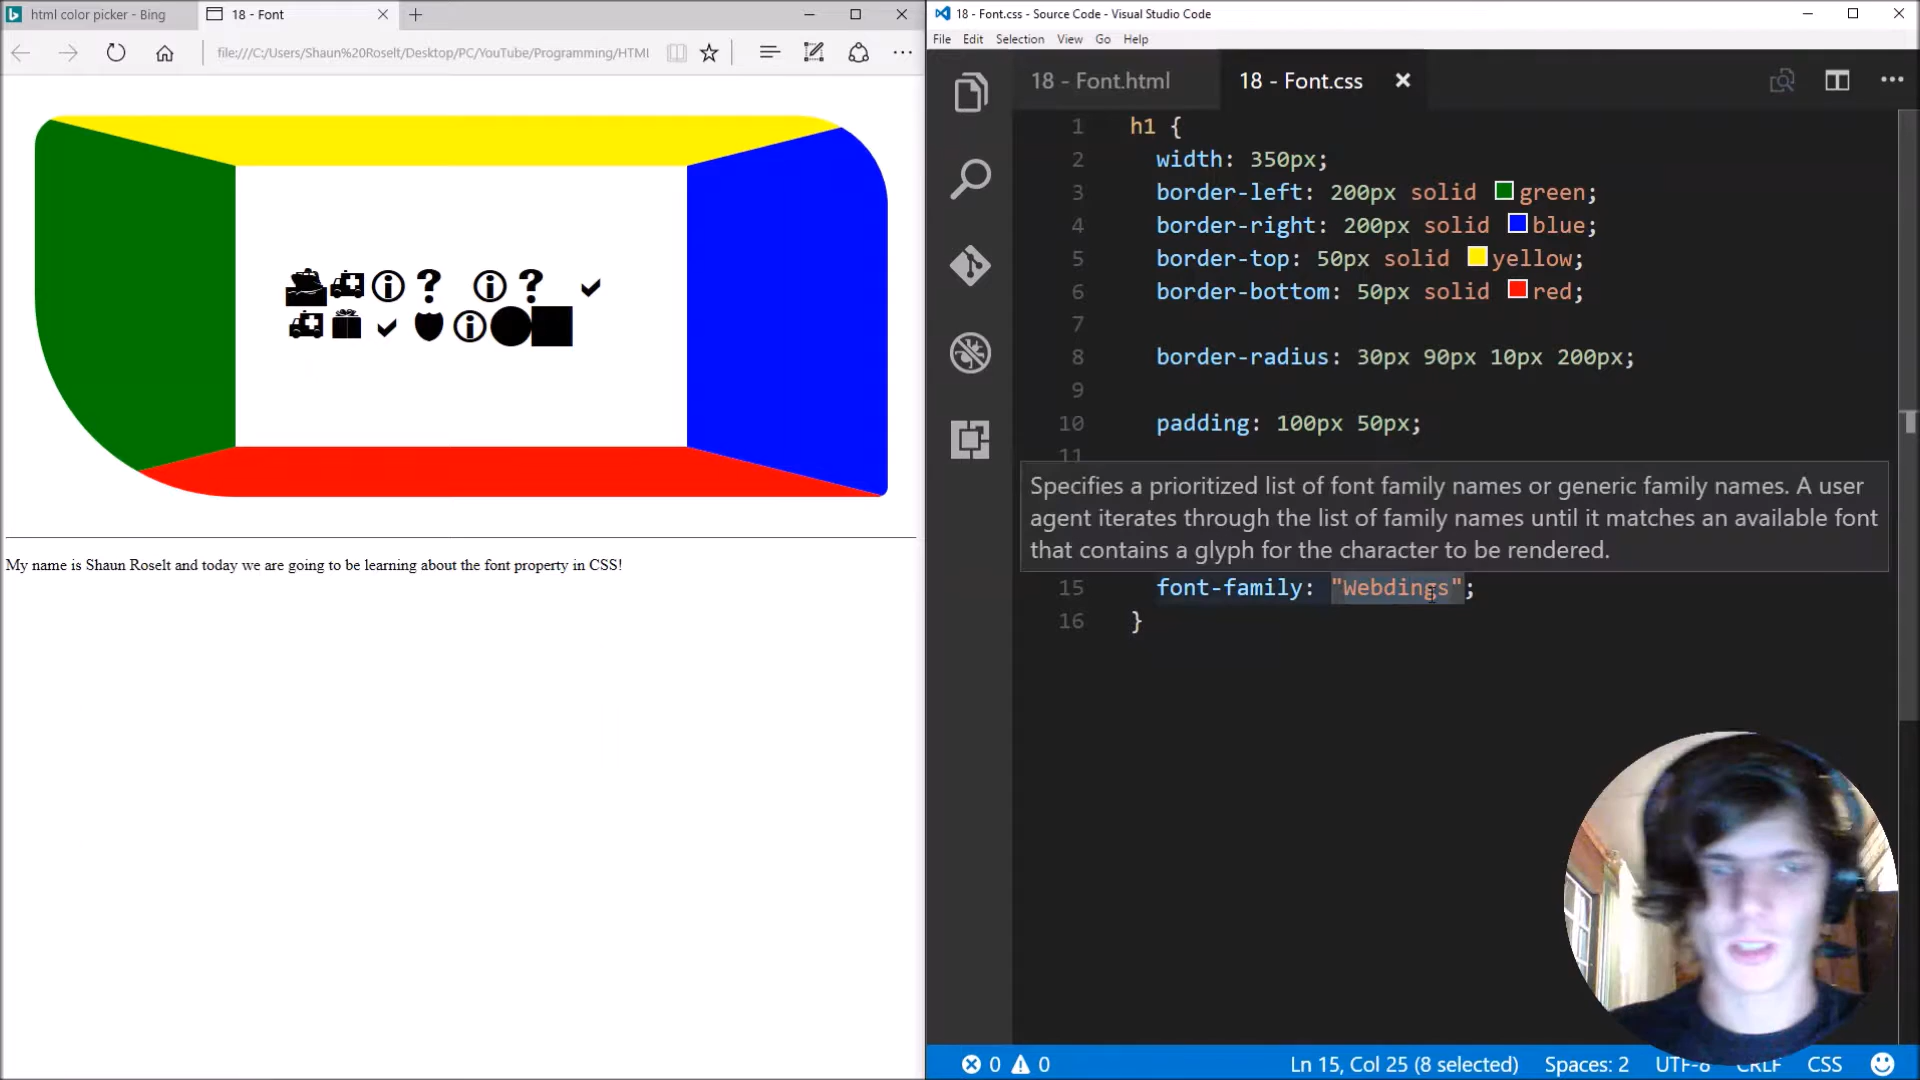 html color picker - Bing
18 - Font
file:///C:/Users/Shaun%20Roselt/Desktop/PC/YouTube/Programming/HTMl
My name is Shaun Roselt and today we are going to be learning about the font property in CSS!
18 - Font.css - Source Code - Visual Studio Code
File Edit Selection View Go Help
18 - Font.html
18 - Font.css
1 h1 {
2 width: 350px;
3 border-left: 200px solid green;
4 border-right: 200px solid blue;
5 border-top: 50px solid yellow;
6 border-bottom: 50px solid red;
7
8 border-radius: 30px 90px 10px 200px;
9
10 padding: 100px 50px;
11
Specifies a prioritized list of font family names or generic family names. A user
agent iterates through the list of family names until it matches an available font
that contains a glyph for the character to be rendered.
15 font-family: "Webdings";
16 }
0 0 Ln 15, Col 25 (8 selected) Spaces: 2 UTF-8 CRLF CSS